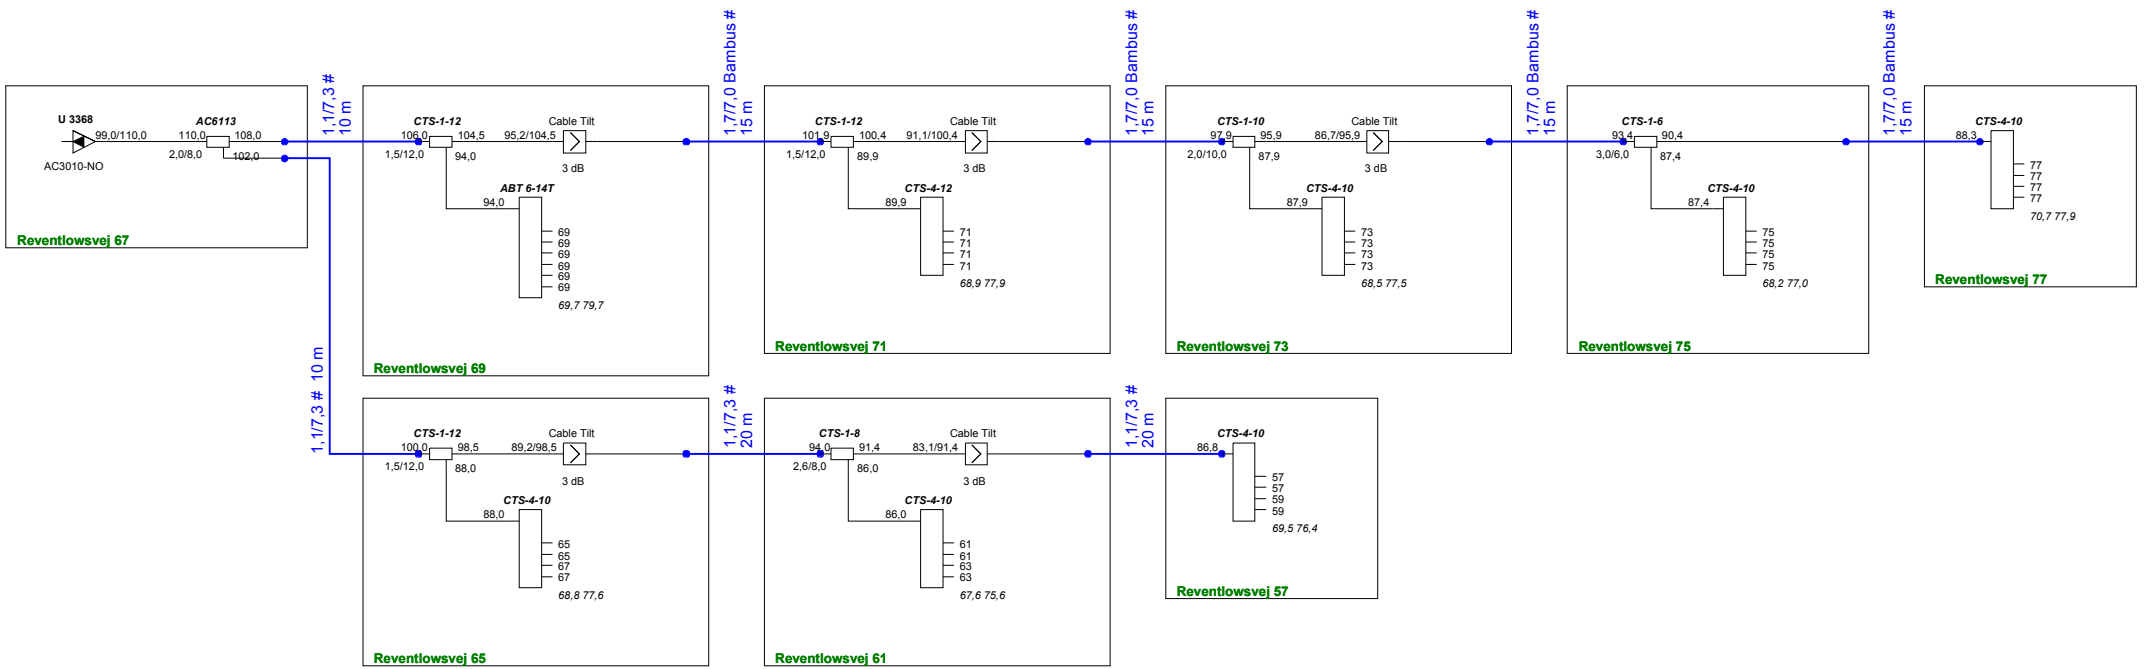 U 3368
99,0/110,0
AC3010-NO
AC6113
110,0
108,0
2,0/8,0
102,0
Reventlowsvej 67
1,1/7,3 #
10 m
CTS-1-12
106,0
104,5
1,5/12,0
94,0
95,2/104,5
Cable Tilt
3 dB
ABT 6-14T
94,0
69
69
69
69
69
69
69,7 79,7
Reventlowsvej 69
1,7/7,0 Bambus #
15 m
CTS-1-12
101,9
100,4
1,5/12,0
89,9
91,1/100,4
Cable Tilt
3 dB
CTS-4-12
89,9
71
71
71
71
68,9 77,9
Reventlowsvej 71
1,7/7,0 Bambus #
15 m
CTS-1-10
97,9
95,9
2,0/10,0
87,9
86,7/95,9
Cable Tilt
3 dB
CTS-4-10
87,9
73
73
73
73
68,5 77,5
Reventlowsvej 73
1,7/7,0 Bambus #
15 m
CTS-1-6
93,4
90,4
3,0/6,0
87,4
CTS-4-10
87,4
75
75
75
75
68,2 77,0
Reventlowsvej 75
1,7/7,0 Bambus #
15 m
CTS-4-10
88,3
77
77
77
77
70,7 77,9
Reventlowsvej 77
1,1/7,3 # 10 m
CTS-1-12
100,0
98,5
1,5/12,0
88,0
89,2/98,5
Cable Tilt
3 dB
CTS-4-10
88,0
65
65
67
67
68,8 77,6
Reventlowsvej 65
1,1/7,3 #
20 m
CTS-1-8
94,0
91,4
2,6/8,0
86,0
83,1/91,4
Cable Tilt
3 dB
CTS-4-10
86,0
61
61
63
63
67,6 75,6
Reventlowsvej 61
1,1/7,3 #
20 m
CTS-4-10
86,8
57
57
59
59
69,5 76,4
Reventlowsvej 57